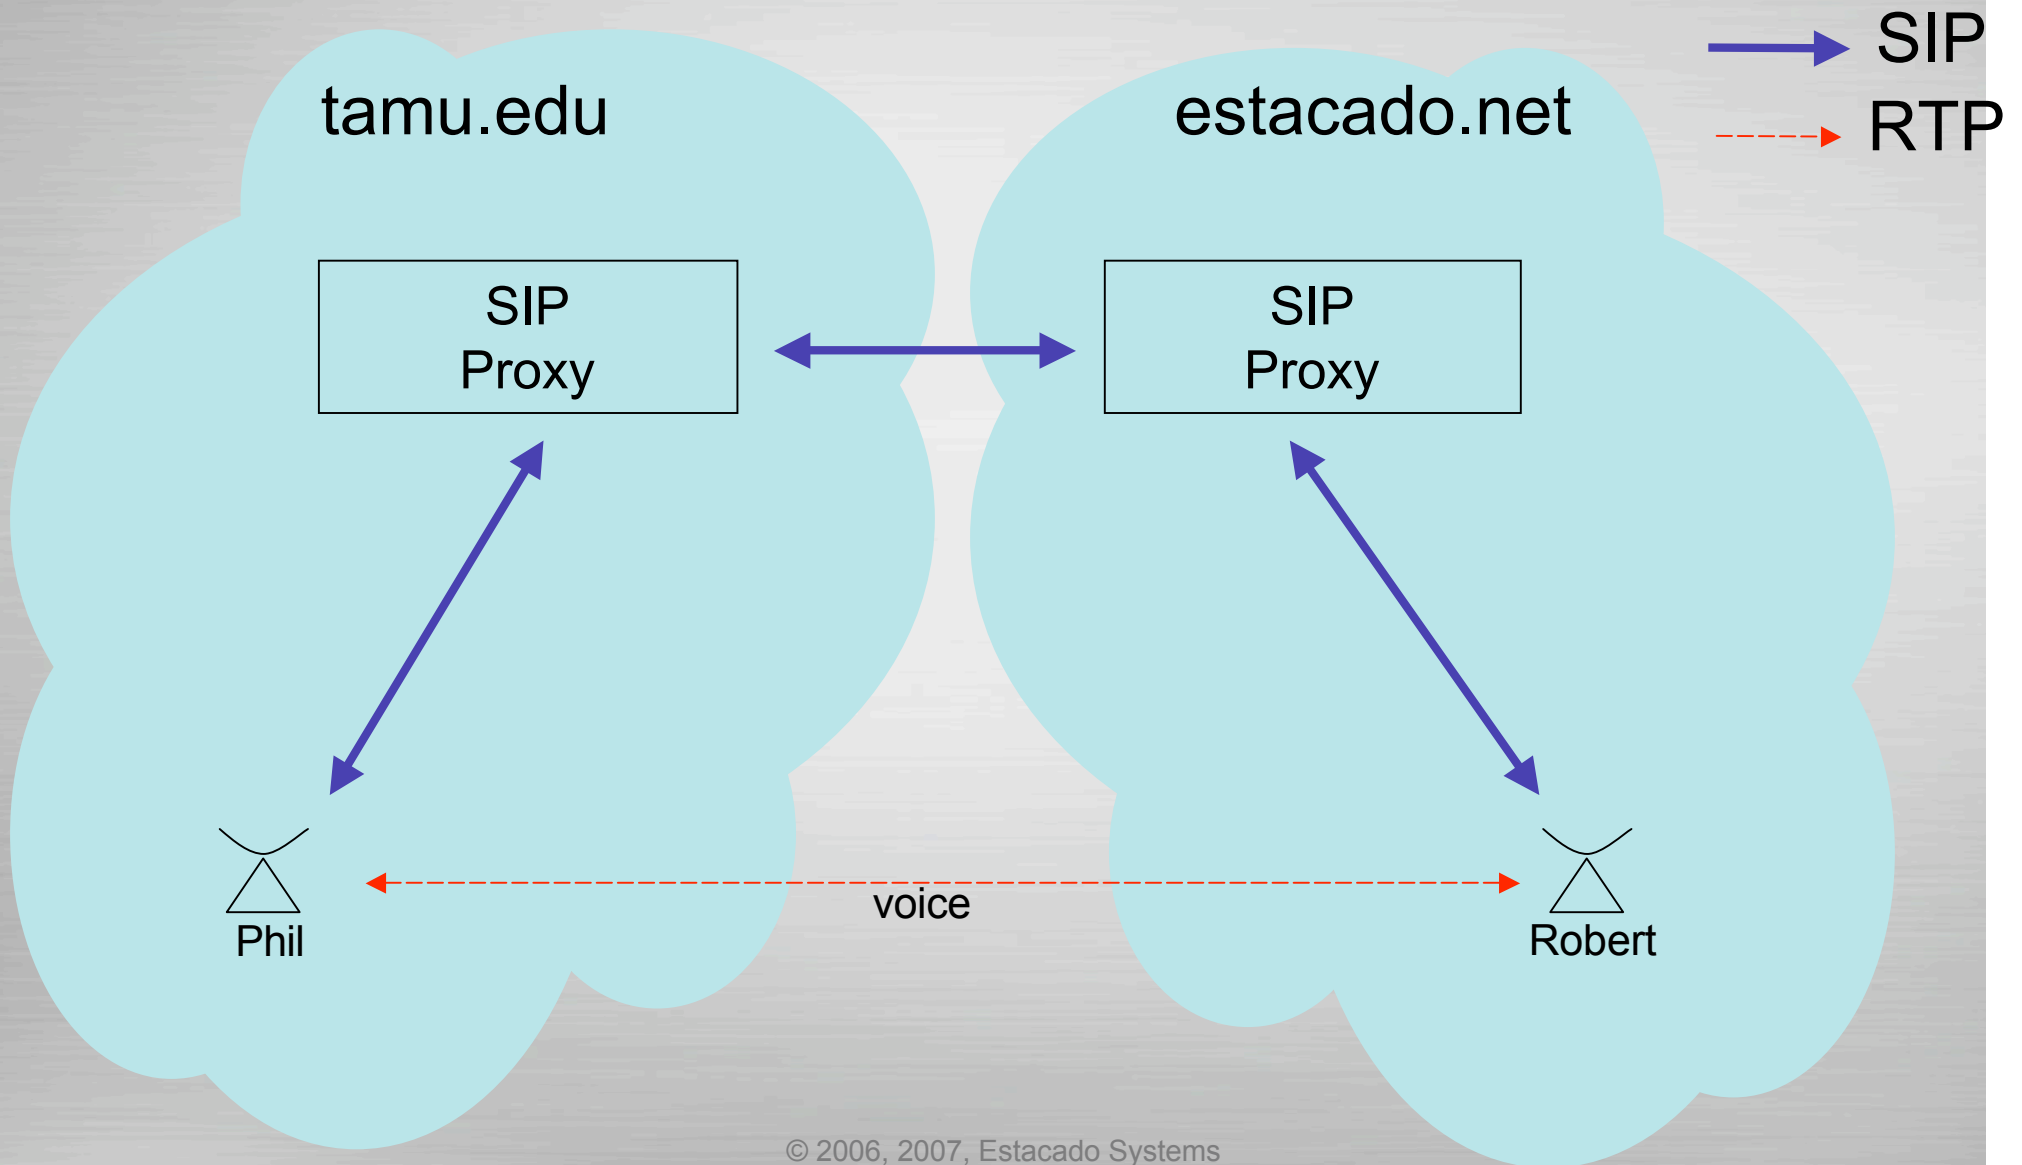 SIP
RTP
tamu.edu
estacado.net
SIP
Proxy
SIP
Proxy
voice
Phil
Robert
© 2006, 2007, Estacado Systems